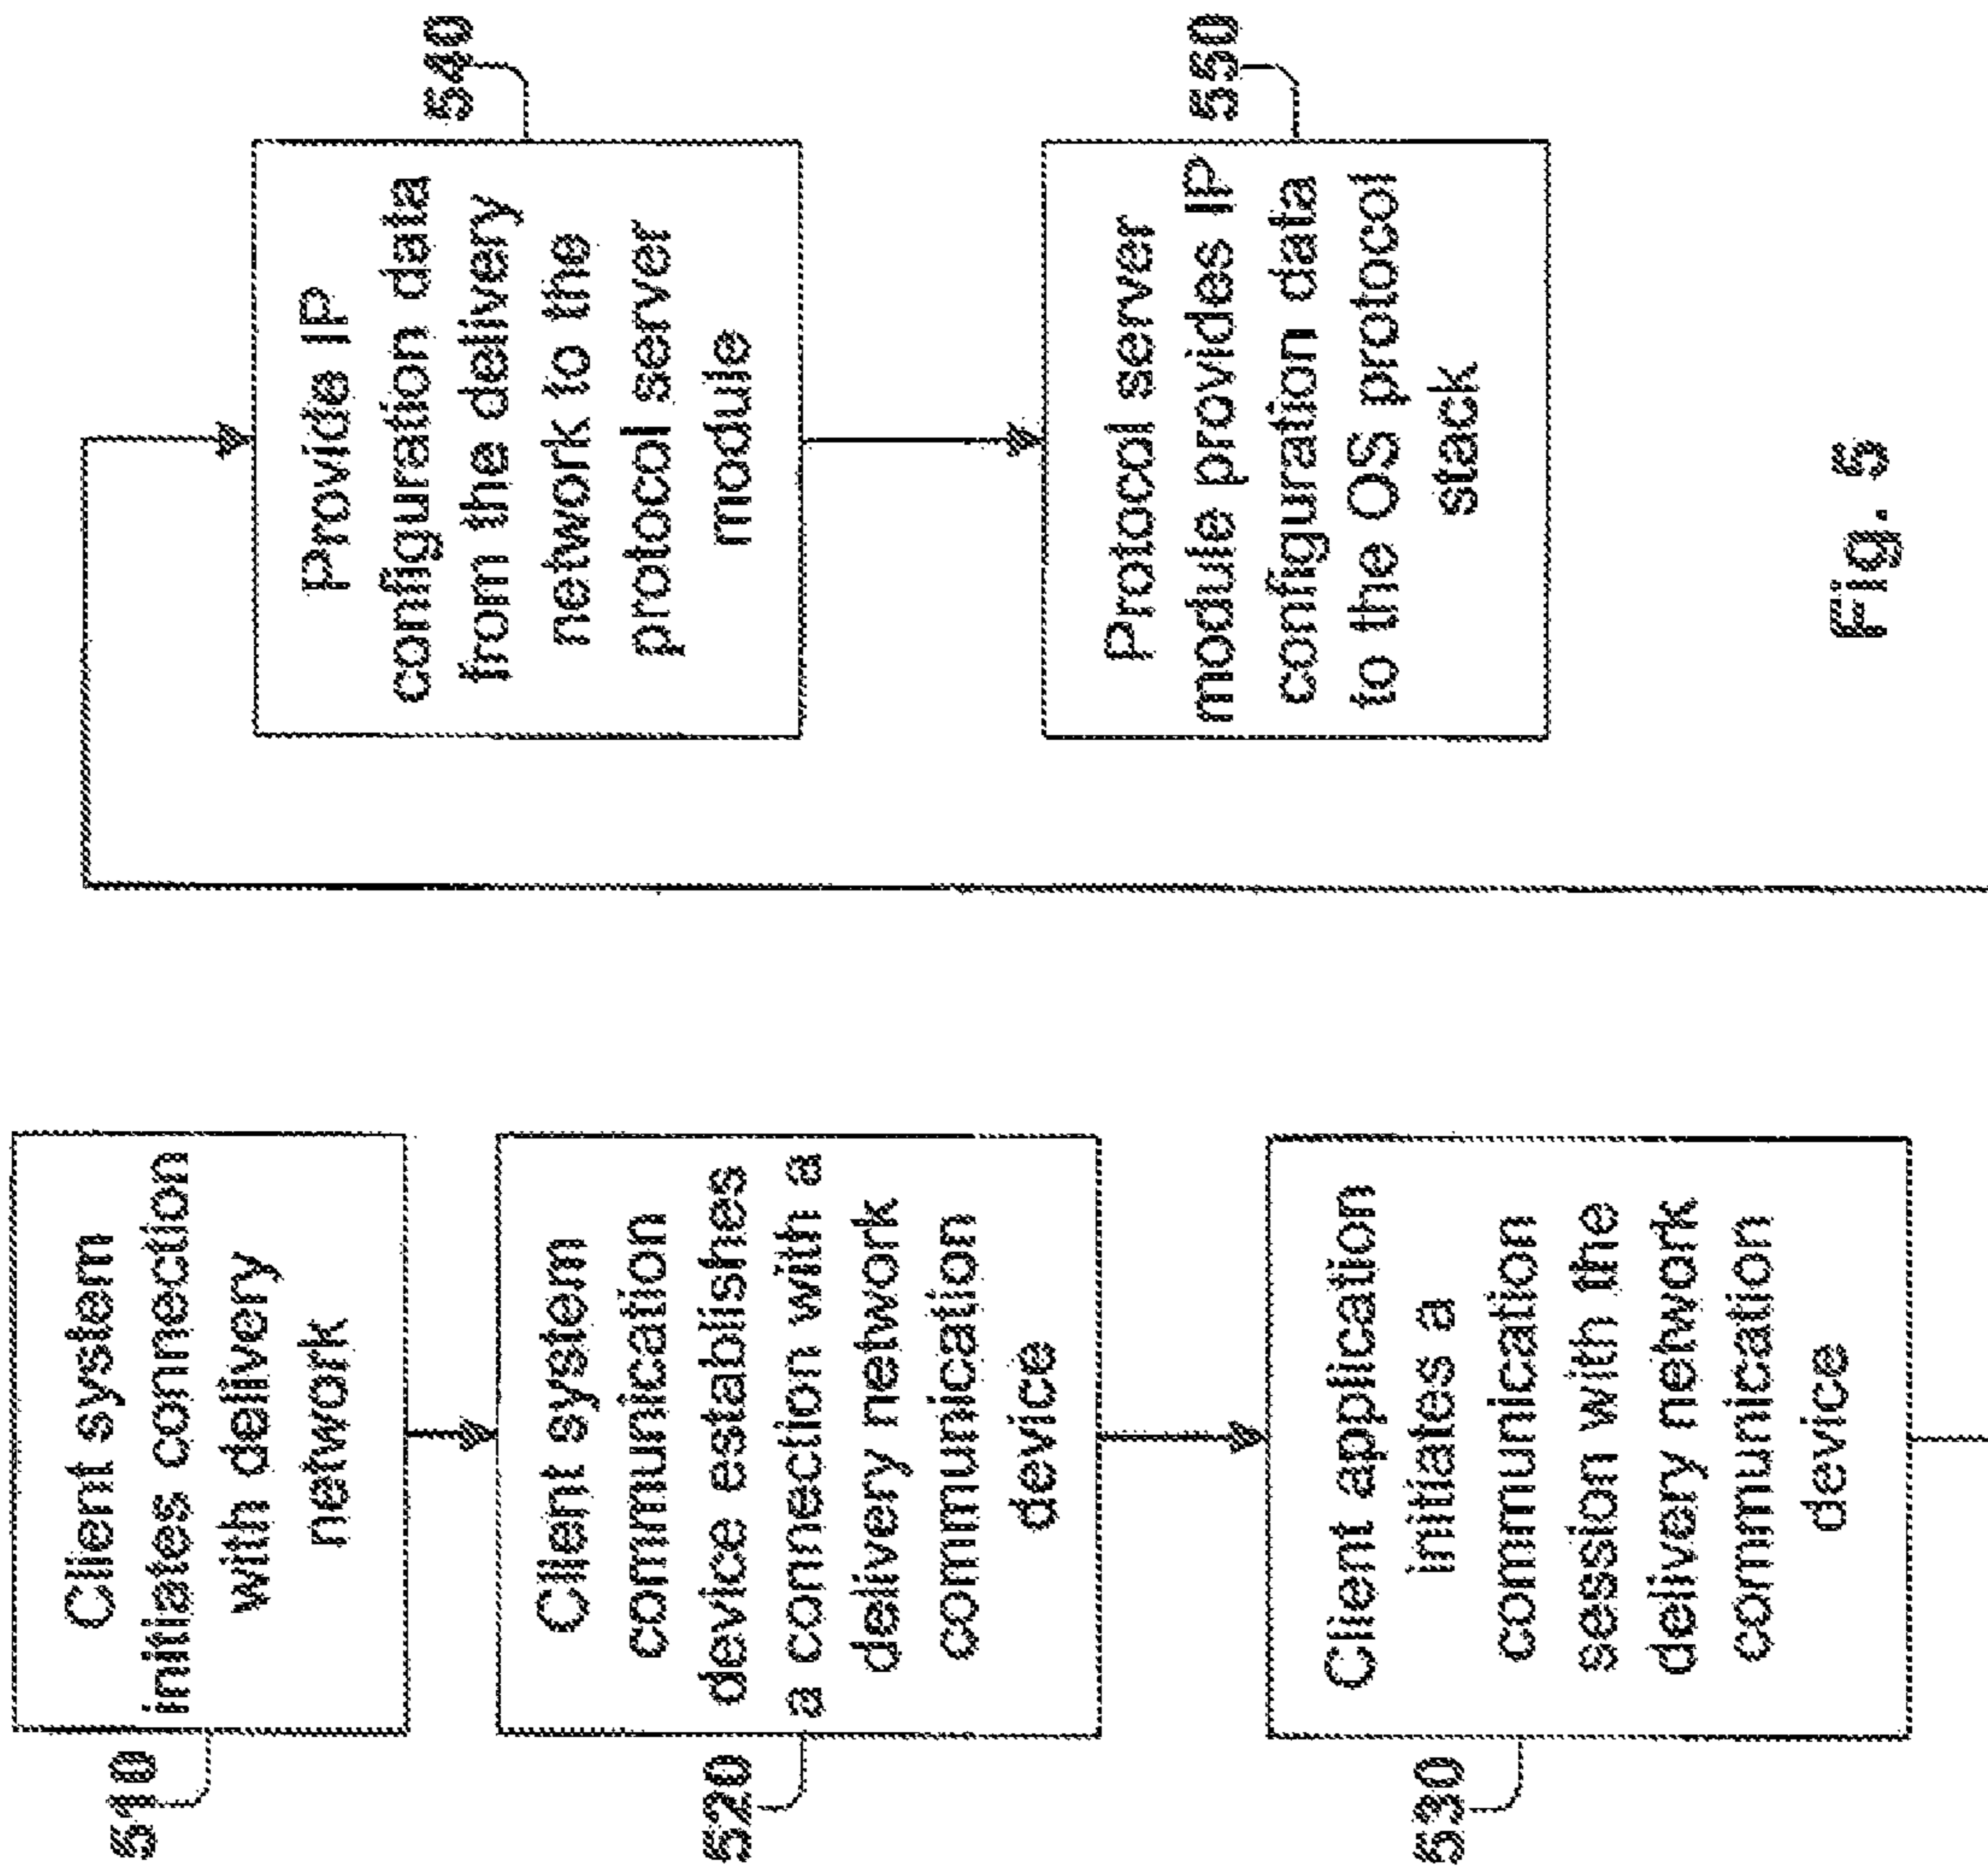 510
Client system
initiates connection
with delivery
network
520
Client system
communication
device establishes
a connection with a
delivery network
communication
device
530
Client application
initiates a
communication
session with the
delivery network
communication
device
540
Provide IP
configuration data
from the delivery
network to the
protocol server
module
550
Protocol server
module provides IP
configuration data
to the OS protocol
stack
Fig. 5